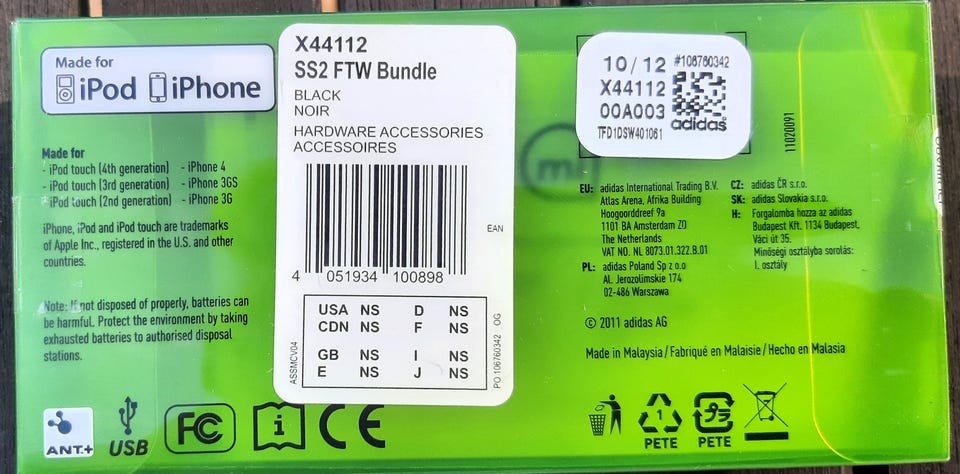 Made for
iPod iPhone
Made for
- iPod touch (4th generation) - iPhone 4
- iPod touch (3rd generation) - iPhone 3GS
- iPod touch (2nd generation) - iPhone 3G
iPhone, iPod and iPod touch are trademarks
of Apple Inc., registered in the U.S. and other
countries.
Note: If not disposed of properly, batteries can
be harmful. Protect the environment by taking
exhausted batteries to authorised disposal
stations.
ANT+
USB
FC
i
CE
X44112
SS2 FTW Bundle
BLACK
NOIR
HARDWARE ACCESSORIES
ACCESSOIRES
EAN
4 051934 100898
USA NS D NS
CDN NS F NS
GB NS I NS
E NS J NS
ASSMCV04
PO 106760342 OG
10/12 #106760342
X44112
00A003
adidas
TFD1DSW401061
11020091
mi
EU: adidas International Trading B.V.
Atlas Arena, Afrika Building
Hoogoorddreef 9a
1101 BA Amsterdam ZO
The Netherlands
VAT NO. NL 8073.01.322.B.01
PL: adidas Poland Sp z o.o
Al. Jerozolimskie 174
02-486 Warszawa
CZ: adidas ČR s.r.o.
SK: adidas Slovakia s.r.o.
H: Forgalomba hozza az adidas
Budapest Kft. 1134 Budapest,
Váci út 35.
Minőségi osztályba sorolás:
I. osztály
© 2011 adidas AG
Made in Malaysia / Fabriqué en Malaisie / Hecho en Malasia
1
PETE
PETE